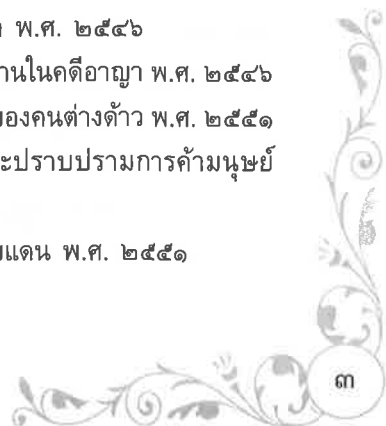 พ.ศ. ๒๕๔๖
านในคดีอาญา พ.ศ. ๒๕๔๖
ของคนต่างด้าว พ.ศ. ๒๕๕๑
ะปราบปรามการค้ามนุษย์
มแดน พ.ศ. ๒๕๕๑
๓